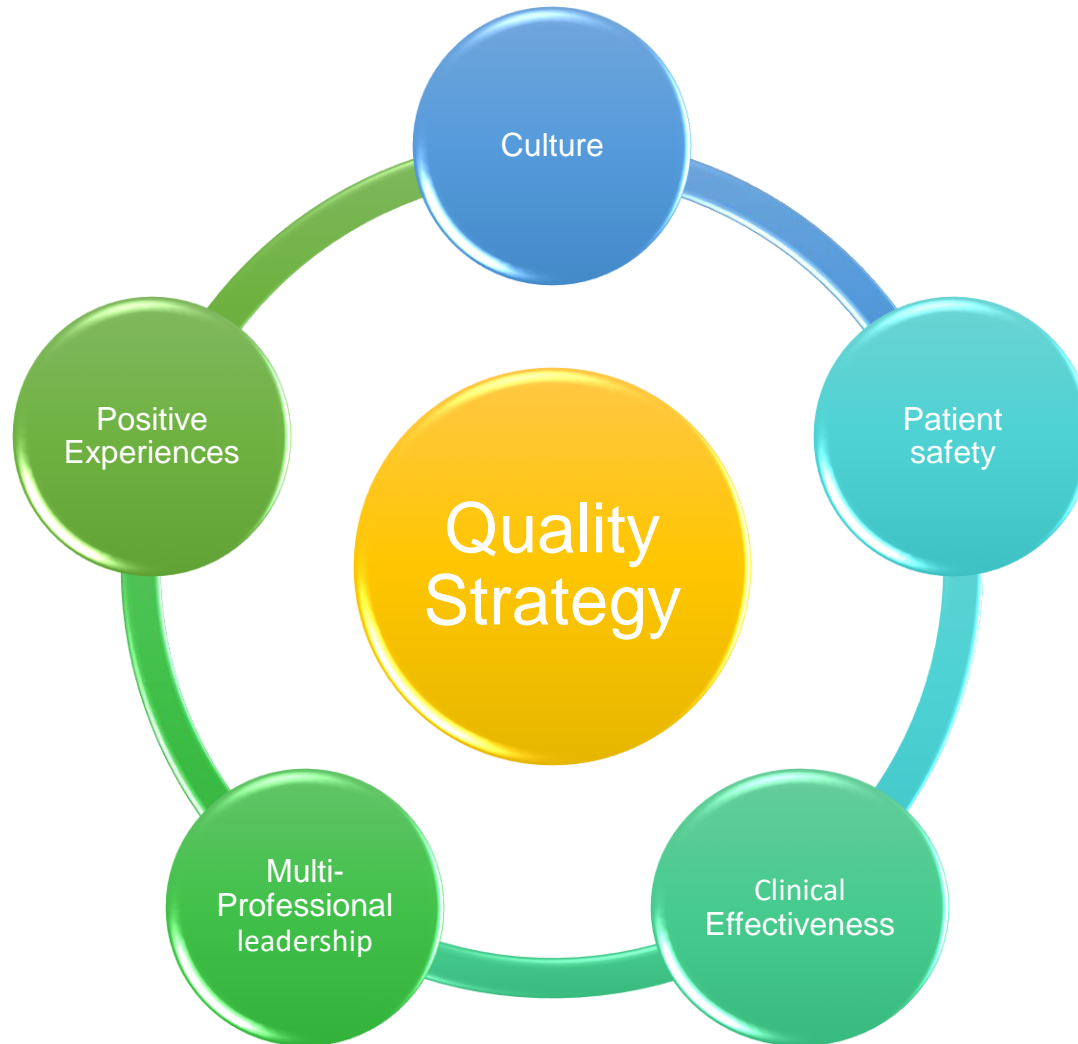 Culture
Patient
safety
Clinical
Effectiveness
Multi-
Professional
leadership
Positive
Experiences
Quality
Strategy